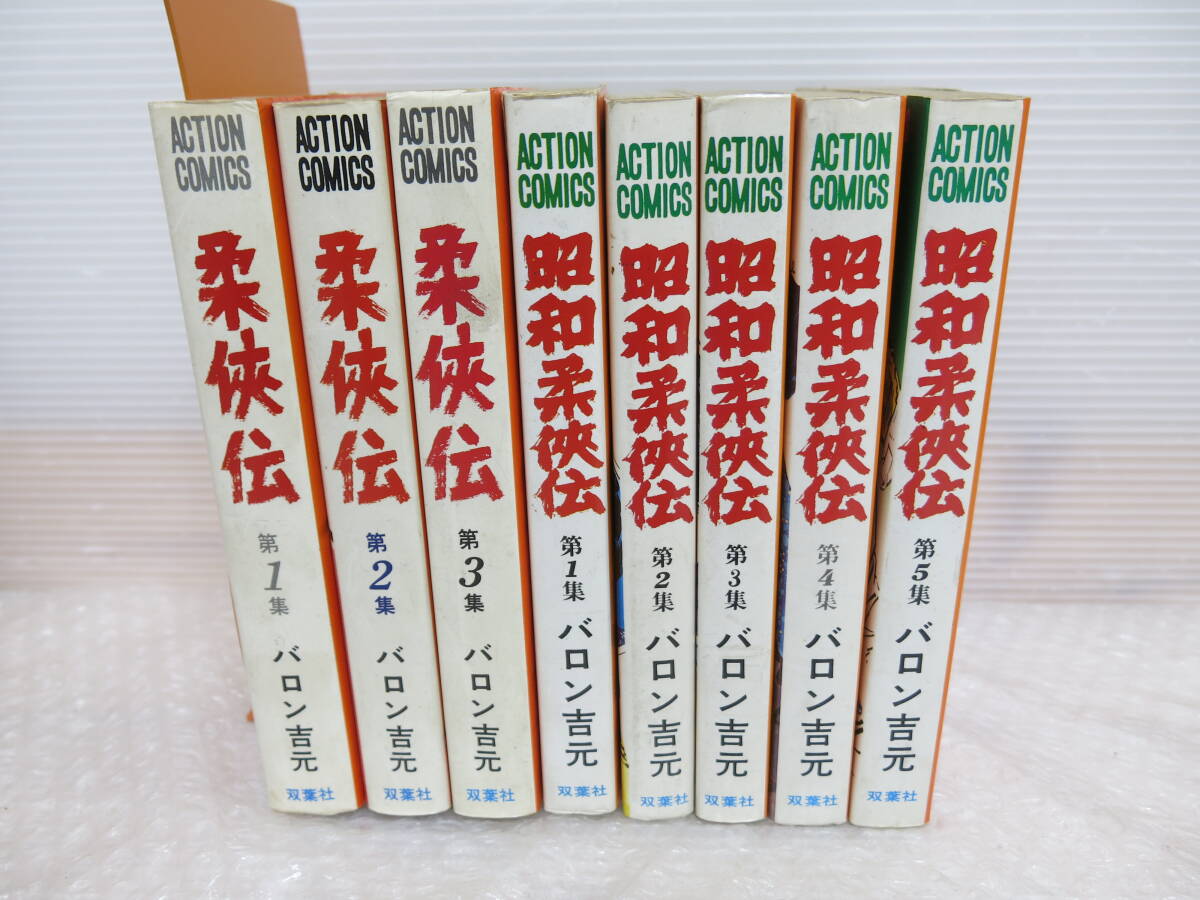 ACTION
COMICS
柔侠伝
第1集
バロン吉元
双葉社
ACTION
COMICS
柔侠伝
第2集
バロン吉元
双葉社
ACTION
COMICS
柔侠伝
第3集
バロン吉元
双葉社
ACTION
COMICS
昭和柔侠伝
第1集
バロン吉元
双葉社
ACTION
COMICS
昭和柔侠伝
第2集
バロン吉元
双葉社
ACTION
COMICS
昭和柔侠伝
第3集
バロン吉元
双葉社
ACTION
COMICS
昭和柔侠伝
第4集
バロン吉元
双葉社
ACTION
COMICS
昭和柔侠伝
第5集
バロン吉元
双葉社